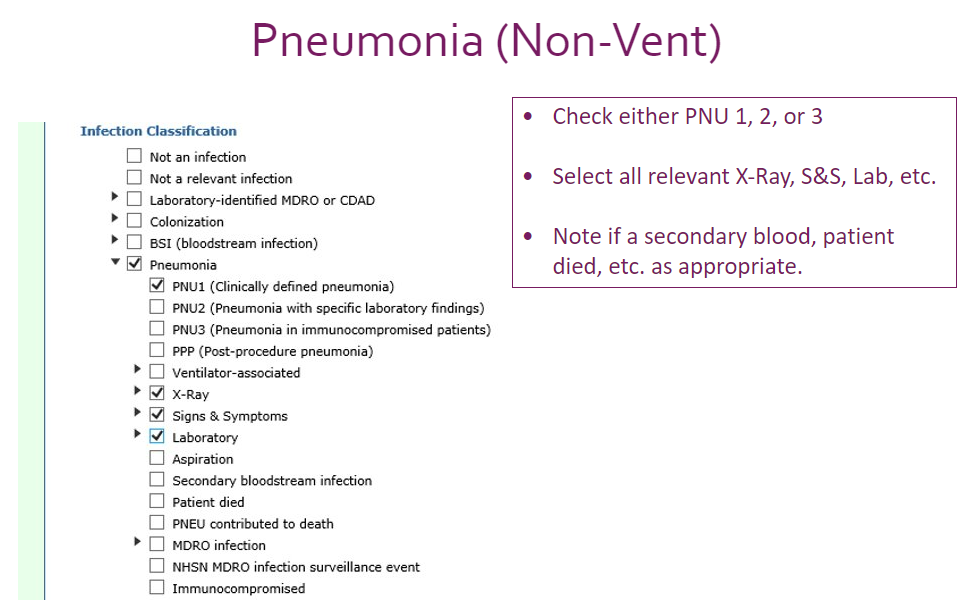 Pneumonia (Non-Vent)
Infection Classification
Not an infection
Not a relevant infection
Laboratory-identified MDRO or CDAD
Colonization
BSI (bloodstream infection)
Pneumonia
PNU1 (Clinically defined pneumonia)
PNU2 (Pneumonia with specific laboratory findings)
PNU3 (Pneumonia in immunocompromised patients)
PPP (Post-procedure pneumonia)
Ventilator-associated
X-Ray
Signs & Symptoms
Laboratory
Aspiration
Secondary bloodstream infection
Patient died
PNEU contributed to death
MDRO infection
NHSN MDRO infection surveillance event
Immunocompromised
• Check either PNU 1, 2, or 3
• Select all relevant X-Ray, S&S, Lab, etc.
• Note if a secondary blood, patient
died, etc. as appropriate.